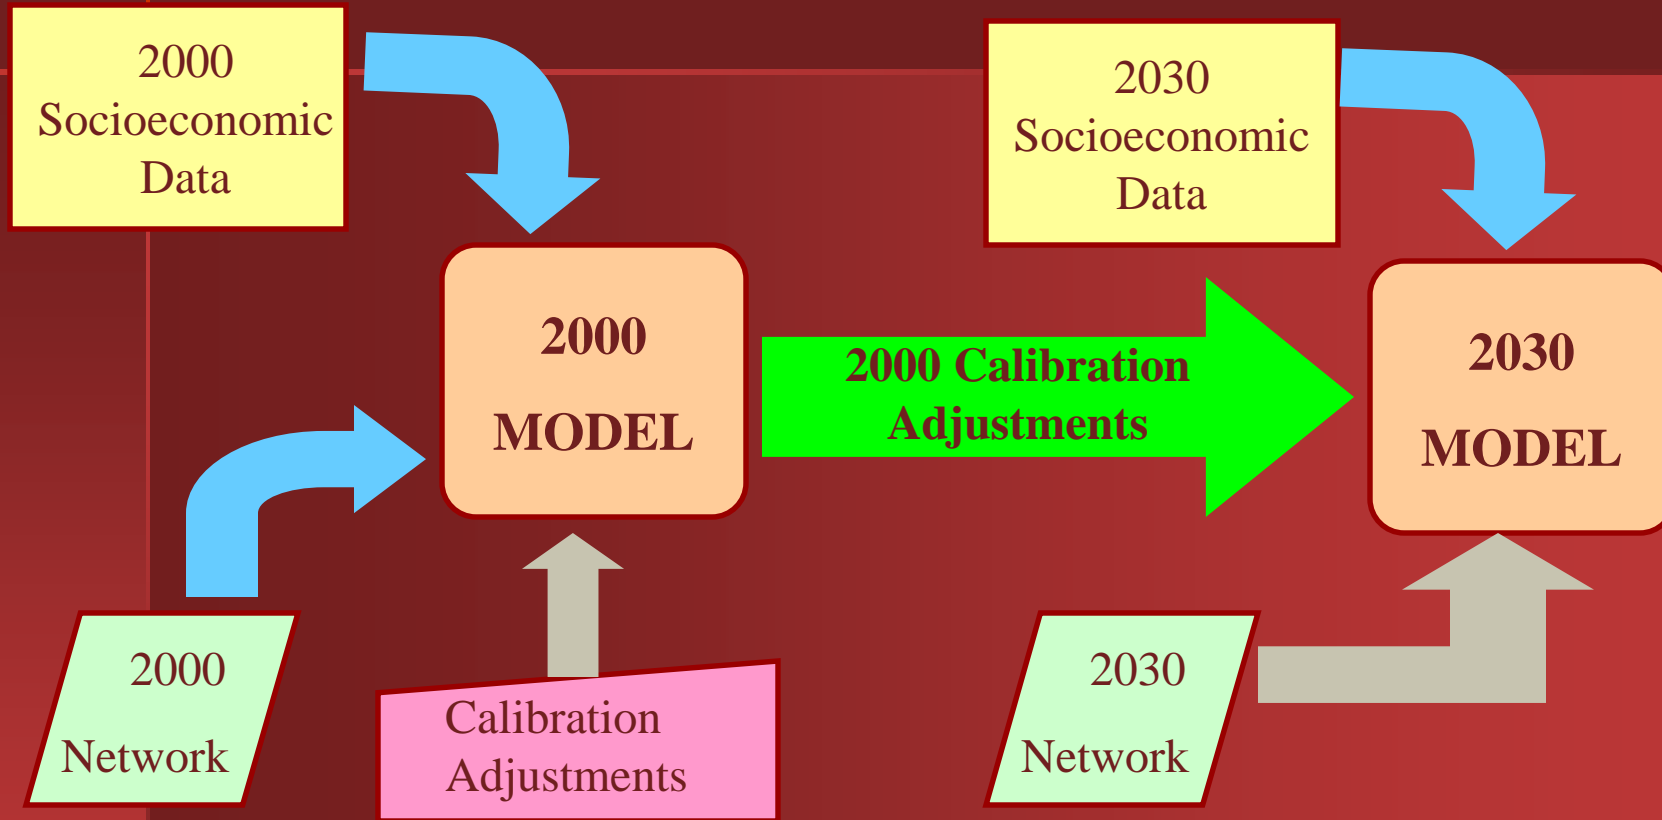 2000
Socioeconomic
Data
2030
Socioeconomic
Data
2000
MODEL
2000 Calibration
Adjustments
2030
MODEL
2000
Network
Calibration
Adjustments
2030
Network